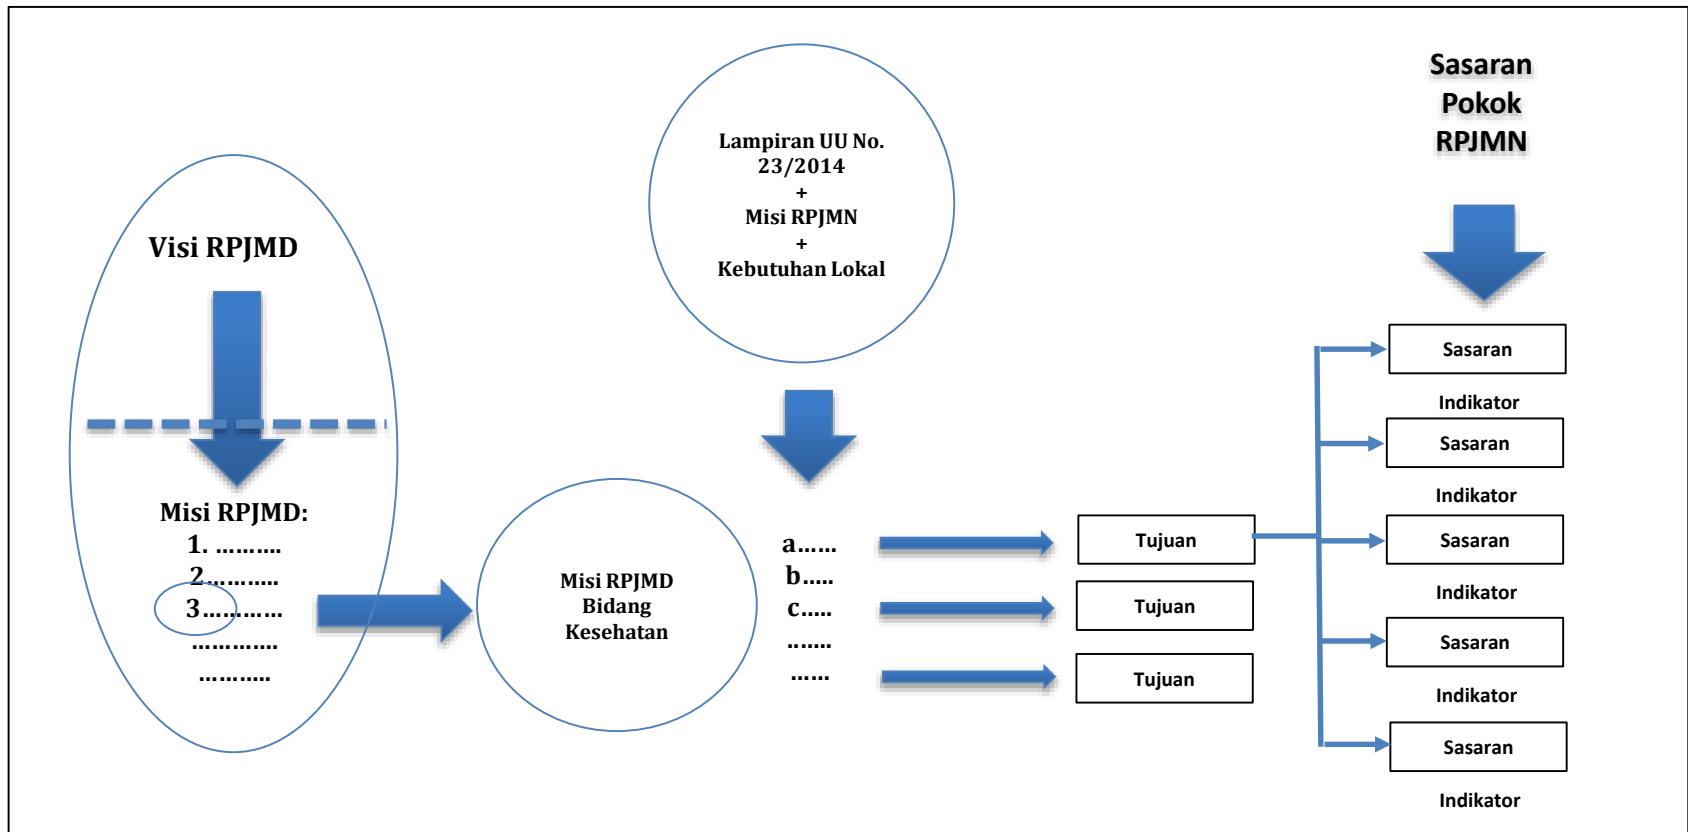 Visi RPJMD
Misi RPJMD:
1. ..........
2...........
3............
.............
...........
Misi RPJMD
Bidang
Kesehatan
Lampiran UU No.
23/2014
+
Misi RPJMN
+
Kebutuhan Lokal
a......
b.....
c.....
.......
......
Tujuan
Tujuan
Tujuan
Sasaran
Pokok
RPJMN
Sasaran
Indikator
Sasaran
Indikator
Sasaran
Indikator
Sasaran
Indikator
Sasaran
Indikator